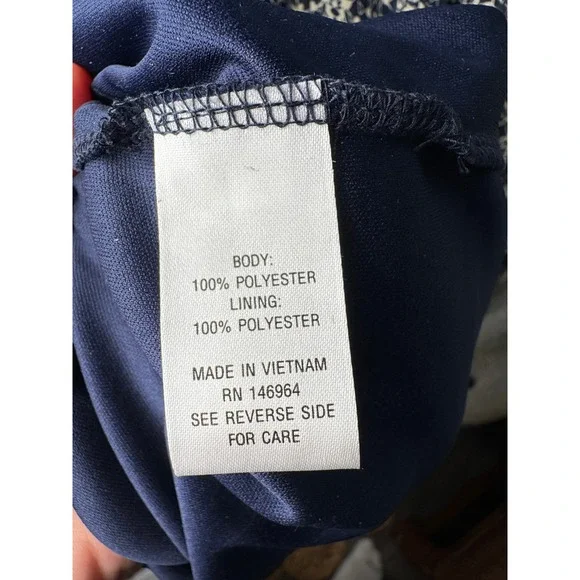 BODY:
100% POLYESTER
LINING:
100% POLYESTER
MADE IN VIETNAM
RN 146964
SEE REVERSE SIDE
FOR CARE